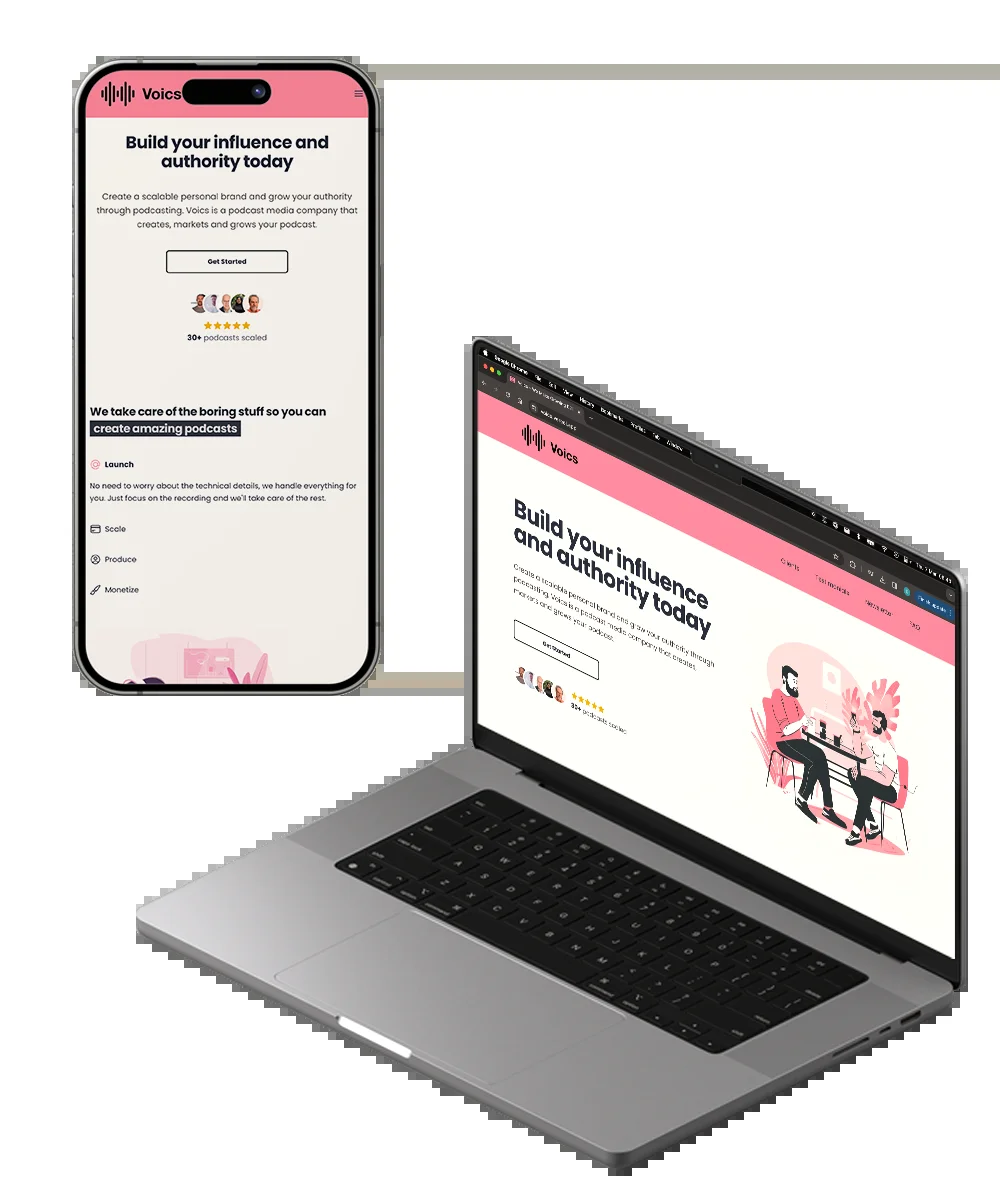 Voics
Build your influence and
authority today
Create a scalable personal brand and grow your authority
through podcasting. Voics is a podcast media company that
creates, markets and grows your podcast.
Get Started
30+ podcasts scaled
We take care of the boring stuff so you can
create amazing podcasts
Launch
No need to worry about the technical details, we handle everything for
you. Just focus on the recording and we'll take care of the rest.
Scale
Produce
Monetize
Google Chrome File Edit View History Bookmarks Profiles Tab Window
Voics
Clients Testimonials Newsletter FAQ
Build your influence
and authority today
Create a scalable personal brand and grow your authority through
podcasting. Voics is a podcast media company that creates,
markets and grows your podcast.
Get Started
30+ podcasts scaled